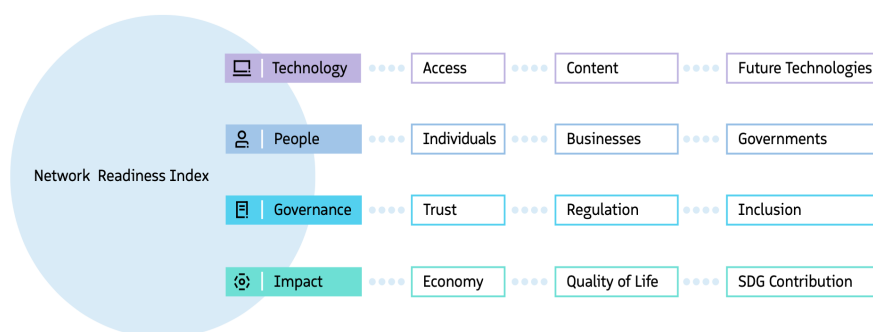 Technology
Access
Content
Future Technologies
People
Individuals
Businesses
Governments
Network Readiness Index
Governance
Trust
Regulation
Inclusion
Impact
Economy
Quality of Life
SDG Contribution